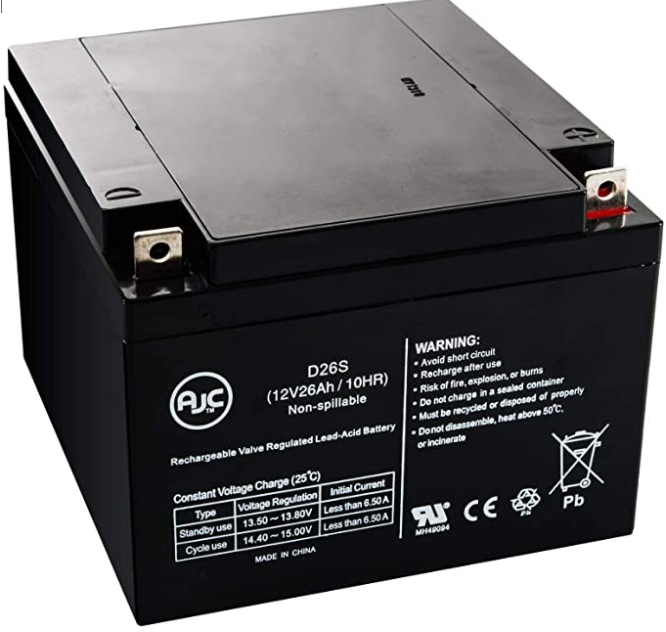 AJC
TM
D26S
(12V26Ah / 10HR)
Non-spillable
Rechargeable Valve Regulated Lead-Acid Battery
Constant Voltage Charge (25°C)
Type Voltage Regulation Initial Current
Standby use 13.50～13.80V Less than 6.50A
Cycle use 14.40～15.00V Less than 6.50A
MADE IN CHINA
WARNING:
• Avoid short circuit
• Recharge after use
• Risk of fire, explosion, or burns
• Do not charge in a sealed container
• Must be recycled or disposed of properly
• Do not disassemble, heat above 50°C,
or incinerate
MH49094
CE
Pb
Pb